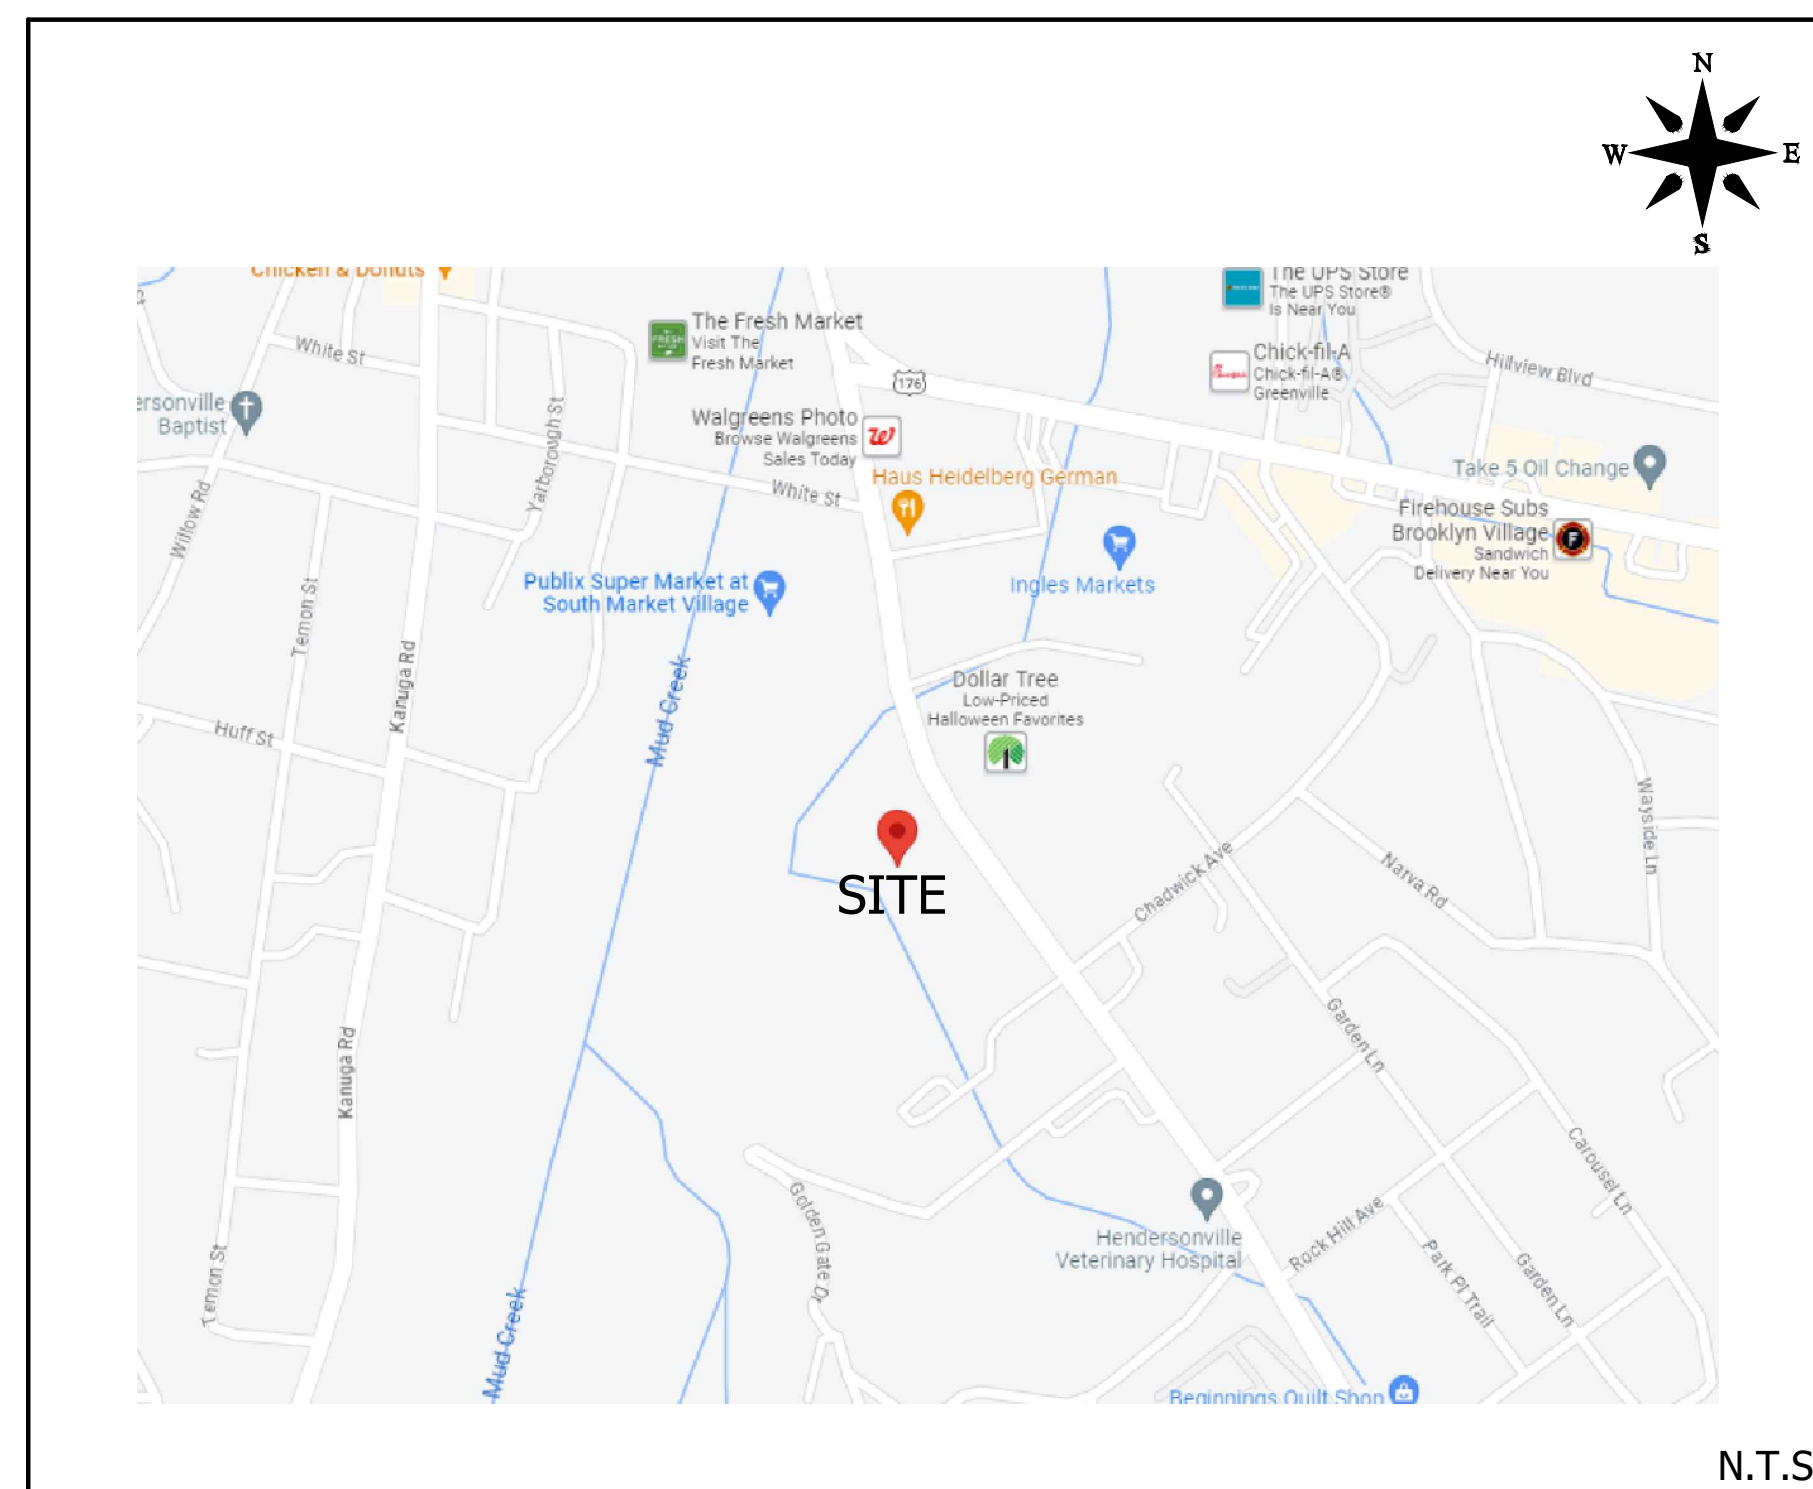 N
W E
S
Chicken & Donuts
The UPS Store
The UPS Store®
Is Near You
The Fresh Market
Visit The
Fresh Market
White St
Chick-fil-A
Chick-fil-A®
Greenville
Hillview Blvd
176
ersonville
Baptist
Yarborough St
Walgreens Photo
Browse Walgreens
Sales Today
White St
Haus Heidelberg German
Take 5 Oil Change
Willow Rd
Firehouse Subs
Brooklyn Village
Sandwich
Delivery Near You
F
Publix Super Market at
South Market Village
Ingles Markets
Temon St
Kanuga Rd
Mud Creek
Dollar Tree
Low-Priced
Halloween Favorites
Huff St
Wayside Ln
SITE
Chadwick Ave
Narva Rd
Garden Ln
Kanuga Rd
Carousel Ln
Golden Gate D
Hendersonville
Veterinary Hospital
Rock Hill Ave
Park Pl Trail
Garden Ln
Temon St
Mud Creek
Beginnings Quilt Shop
N.T.S